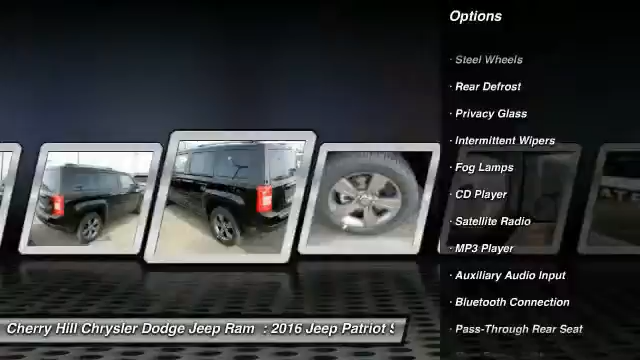 Options
· Steel Wheels
· Rear Defrost
· Privacy Glass
· Intermittent Wipers
· Fog Lamps
· CD Player
· Satellite Radio
· MP3 Player
· Auxiliary Audio Input
· Bluetooth Connection
· Pass-Through Rear Seat
Cherry Hill Chrysler Dodge Jeep Ram : 2016 Jeep Patriot S